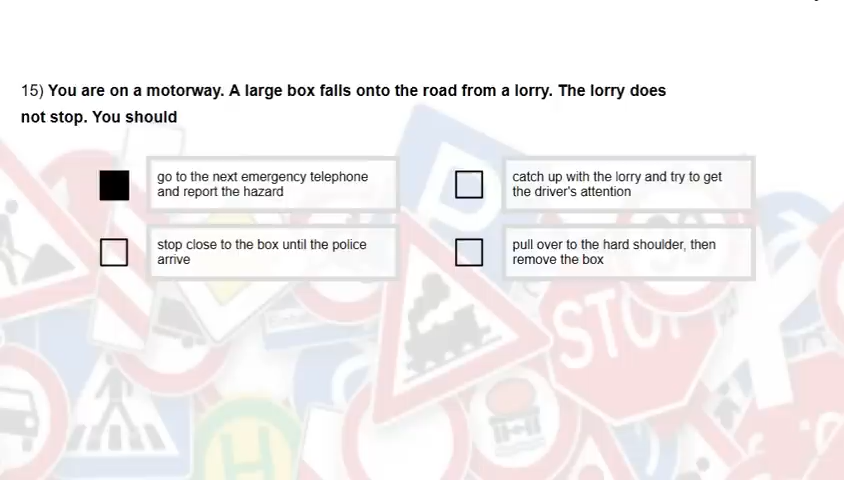 15) You are on a motorway. A large box falls onto the road from a lorry. The lorry does
not stop. You should
go to the next emergency telephone
and report the hazard
catch up with the lorry and try to get
the driver's attention
stop close to the box until the police
arrive
pull over to the hard shoulder, then
remove the box
STOP
H